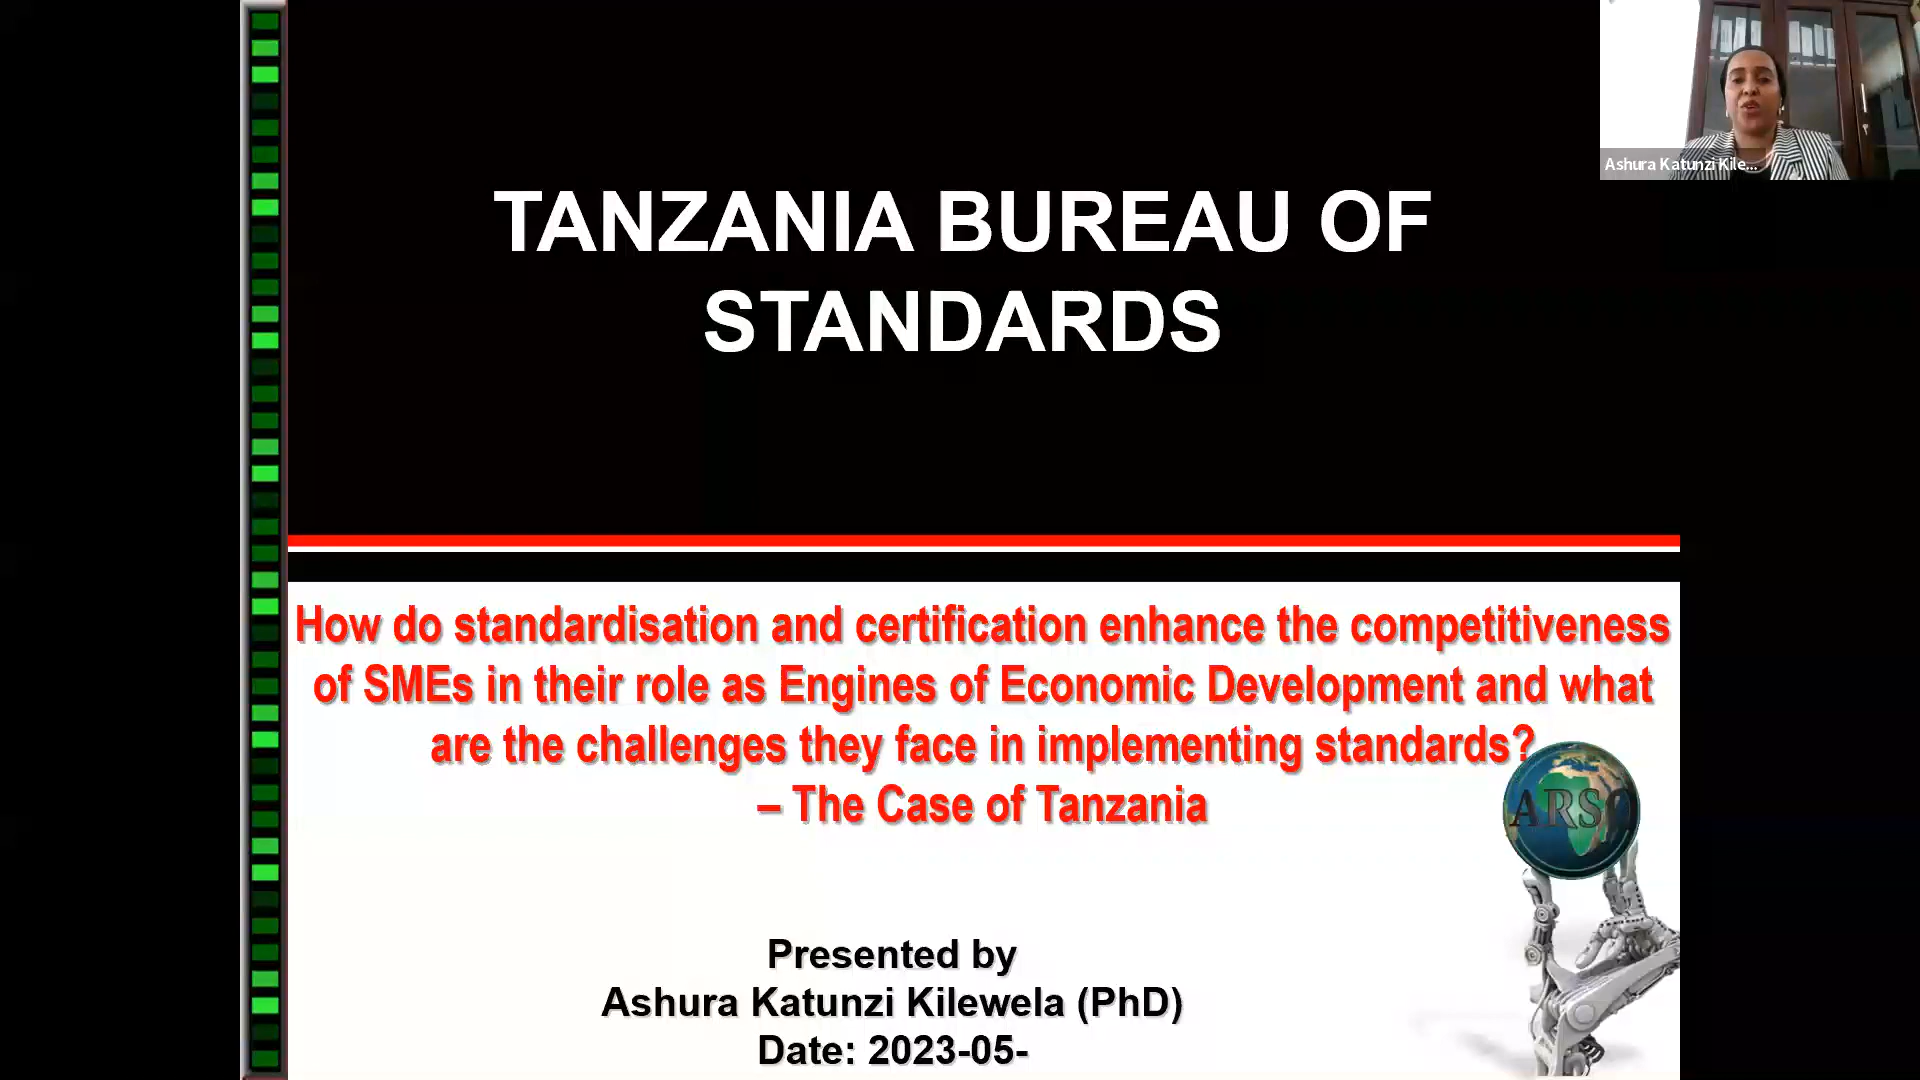 Ashura Katunzi Kile...
TANZANIA BUREAU OF
STANDARDS
How do standardisation and certification enhance the competitiveness
of SMEs in their role as Engines of Economic Development and what
are the challenges they face in implementing standards?
– The Case of Tanzania
ARSO
Presented by
Ashura Katunzi Kilewela (PhD)
Date: 2023-05-